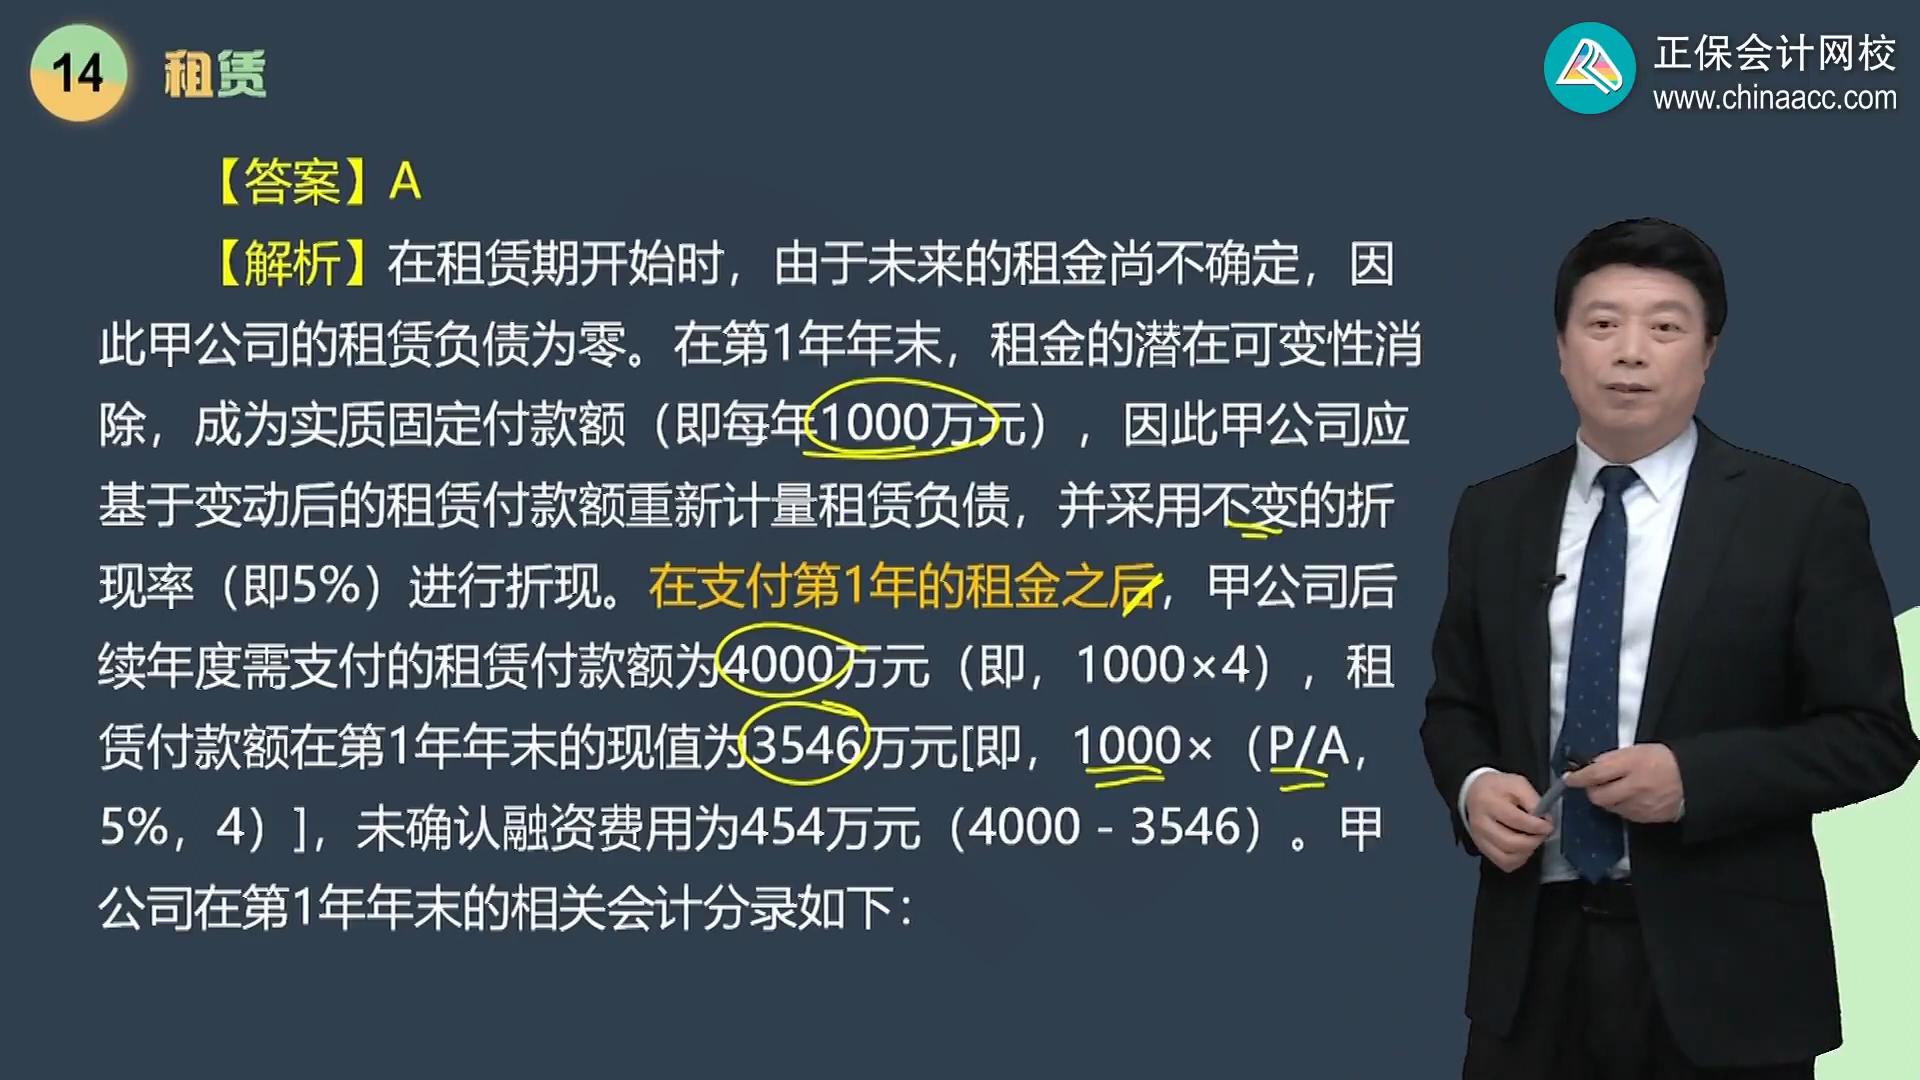 14 租赁
正保会计网校
www.chinaacc.com
【答案】A
【解析】在租赁期开始时，由于未来的租金尚不确定，因
此甲公司的租赁负债为零。在第1年年末，租金的潜在可变性消
除，成为实质固定付款额（即每年1000万元），因此甲公司应
基于变动后的租赁付款额重新计量租赁负债，并采用不变的折
现率（即5%）进行折现。在支付第1年的租金之后，甲公司后
续年度需支付的租赁付款额为4000万元（即，1000×4），租
赁付款额在第1年年末的现值为3546万元[即，1000×（P/A，
5%，4）]，未确认融资费用为454万元（4000－3546）。甲
公司在第1年年末的相关会计分录如下：